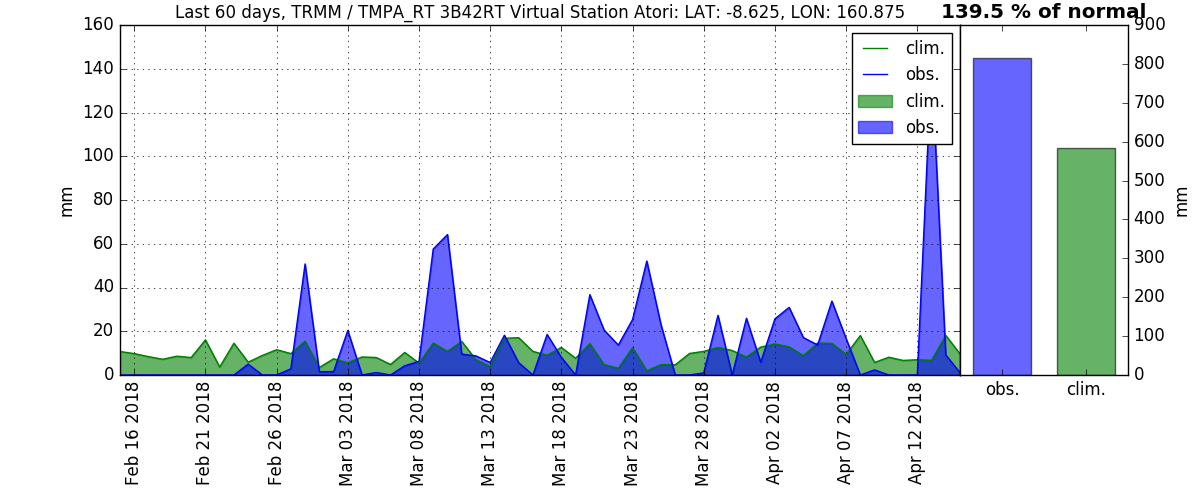 Last 60 days, TRMM / TMPA_RT 3B42RT Virtual Station Atori: LAT: -8.625, LON: 160.875
139.5 % of normal
mm
160
140
120
100
80
60
40
20
0
clim.
obs.
clim.
obs.
Feb 16 2018
Feb 21 2018
Feb 26 2018
Mar 03 2018
Mar 08 2018
Mar 13 2018
Mar 18 2018
Mar 23 2018
Mar 28 2018
Apr 02 2018
Apr 07 2018
Apr 12 2018
900
800
700
600
500
400
300
200
100
0
mm
obs.
clim.